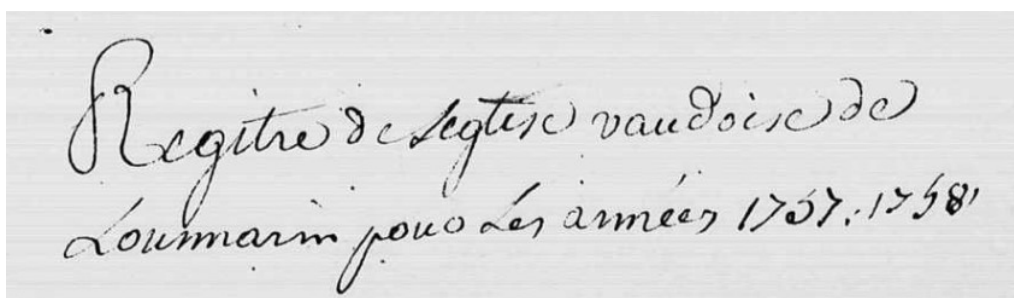 Regitre de leglise vaudoise de
Lourmarin pour les années 1757. 1758